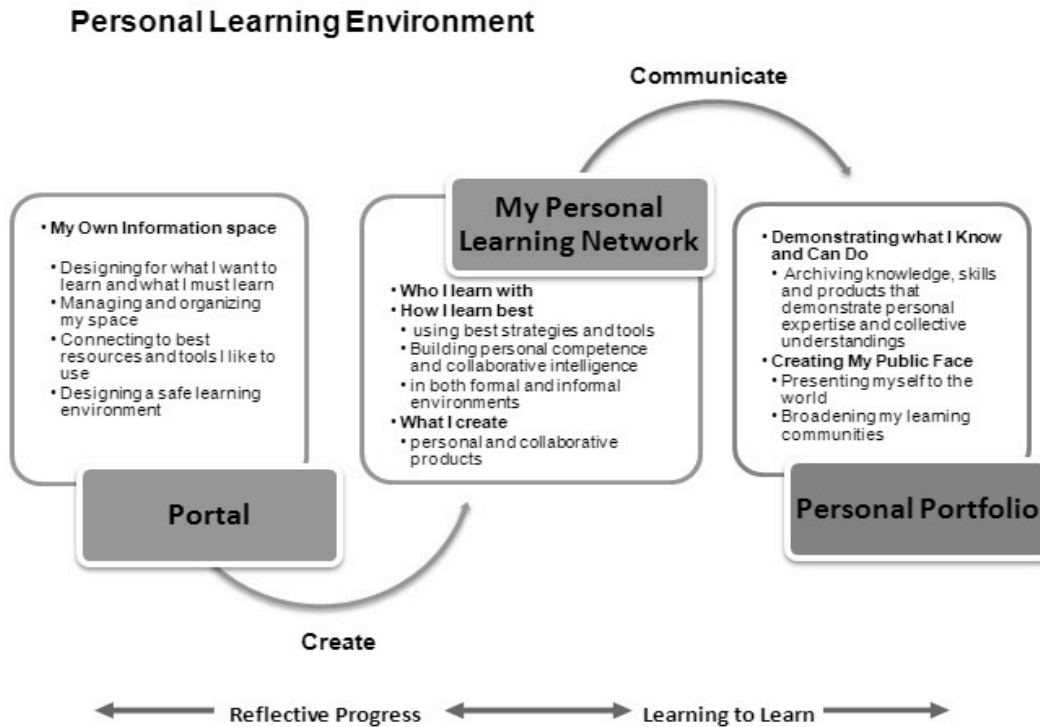 Personal Learning Environment
Communicate
• My Own Information space
• Designing for what I want to
learn and what I must learn
• Managing and organizing
my space
• Connecting to best
resources and tools I like to
use
• Designing a safe learning
environment
Portal
Create
My Personal
Learning Network
• Who I learn with
• How I learn best
• using best strategies and tools
• Building personal competence
and collaborative intelligence
• in both formal and informal
environments
• What I create
• personal and collaborative
products
• Demonstrating what I Know
and Can Do
• Archiving knowledge, skills
and products that
demonstrate personal
expertise and collective
understandings
• Creating My Public Face
• Presenting myself to the
world
• Broadening my learning
communities
Personal Portfolio
Reflective Progress
Learning to Learn